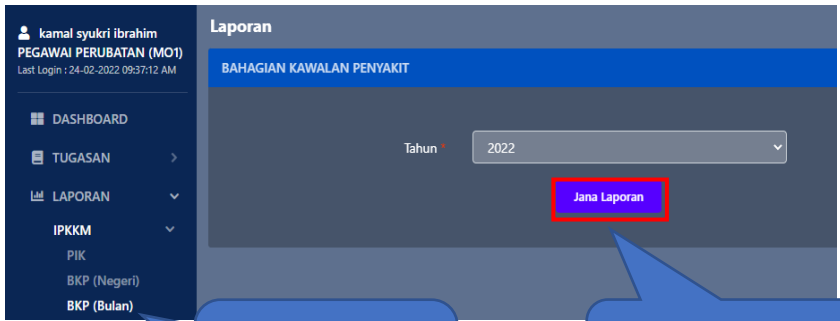 kamal syukri ibrahim
PEGAWAI PERUBATAN (MO1)
Last Login : 24-02-2022 09:37:12 AM
DASHBOARD
TUGASAN
LAPORAN
IPKKM
PIK
BKP (Negeri)
BKP (Bulan)
Laporan
BAHAGIAN KAWALAN PENYAKIT
Tahun *
2022
Jana Laporan